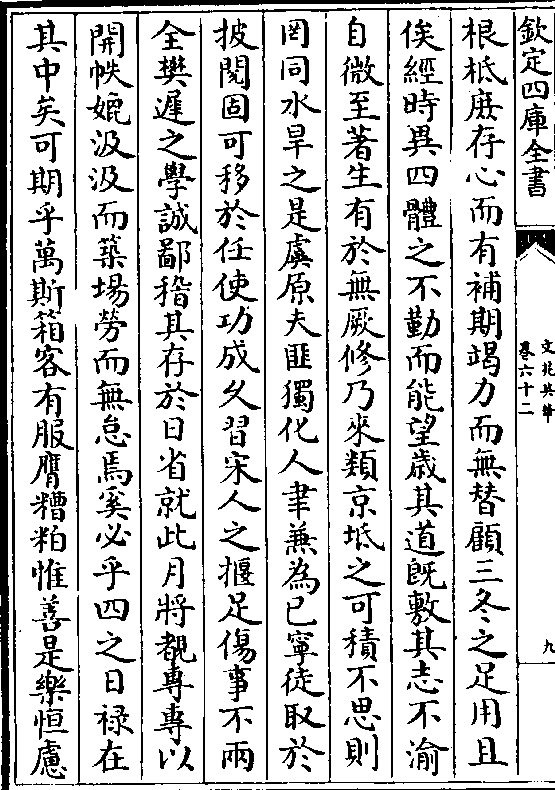 欽定四庫全書
文苑英華
卷六十二
九
根柢庶存心而有補期竭力而無替顧三冬之足用且
俟經時異四體之不勤而能望歲其道既敷其志不渝
自微至著生有於無厥修乃來類京坻之可積不思則
罔同水旱之是虞原夫匪獨化人聿兼為已寧徒取於
披閱固可移於任使功成久習宋人之揠足傷事不兩
全樊遲之學誠鄙稽其存於日省就此月將覩專專以
開帙媲汲汲而築場勞而無怠焉奚必乎四之日祿在
其中矣可期乎萬斯箱客有服膺糟粕惟善是樂恒慮